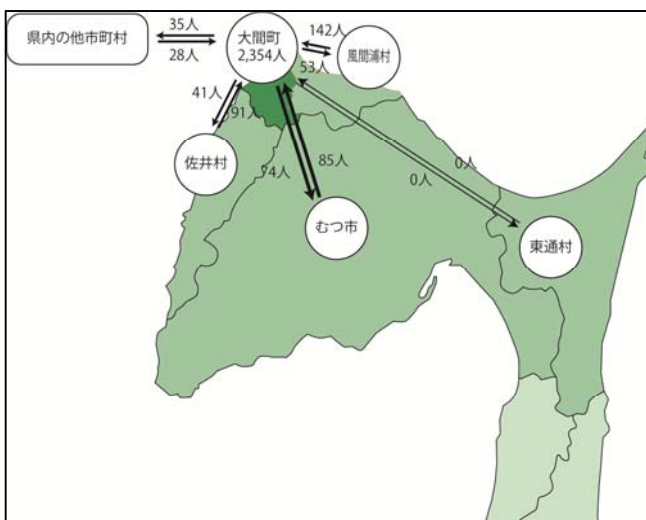 県内の他市町村
35人
28人
大間町
2,354人
142人
53人
風間浦村
41人
91人
佐井村
74人
85人
むつ市
0人
0人
東通村